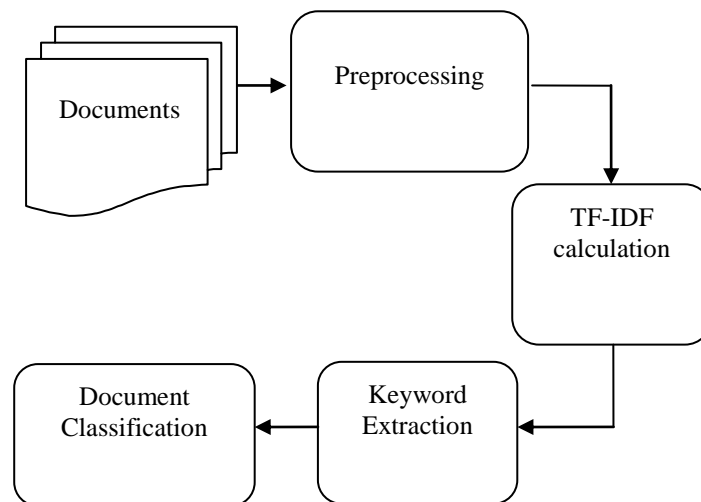 Documents
Preprocessing
TF-IDF
calculation
Keyword
Extraction
Document
Classification